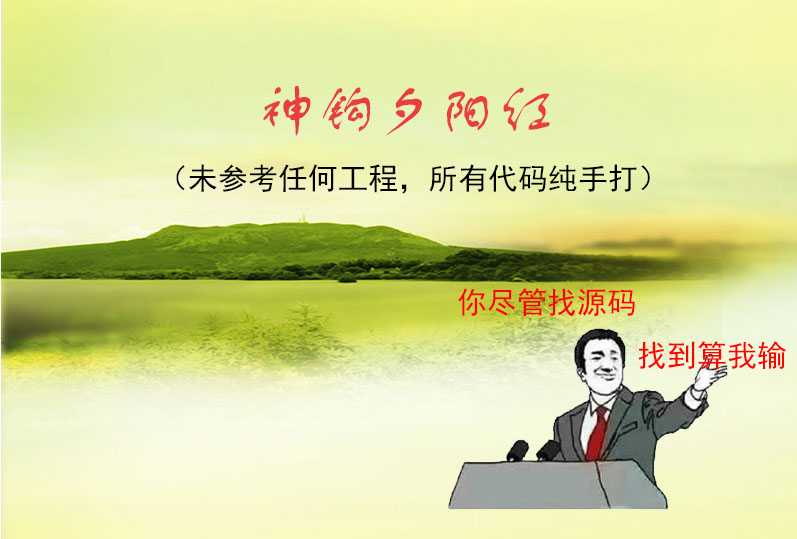 神钩夕阳红
（未参考任何工程，所有代码纯手打）
你尽管找源码
找到算我输